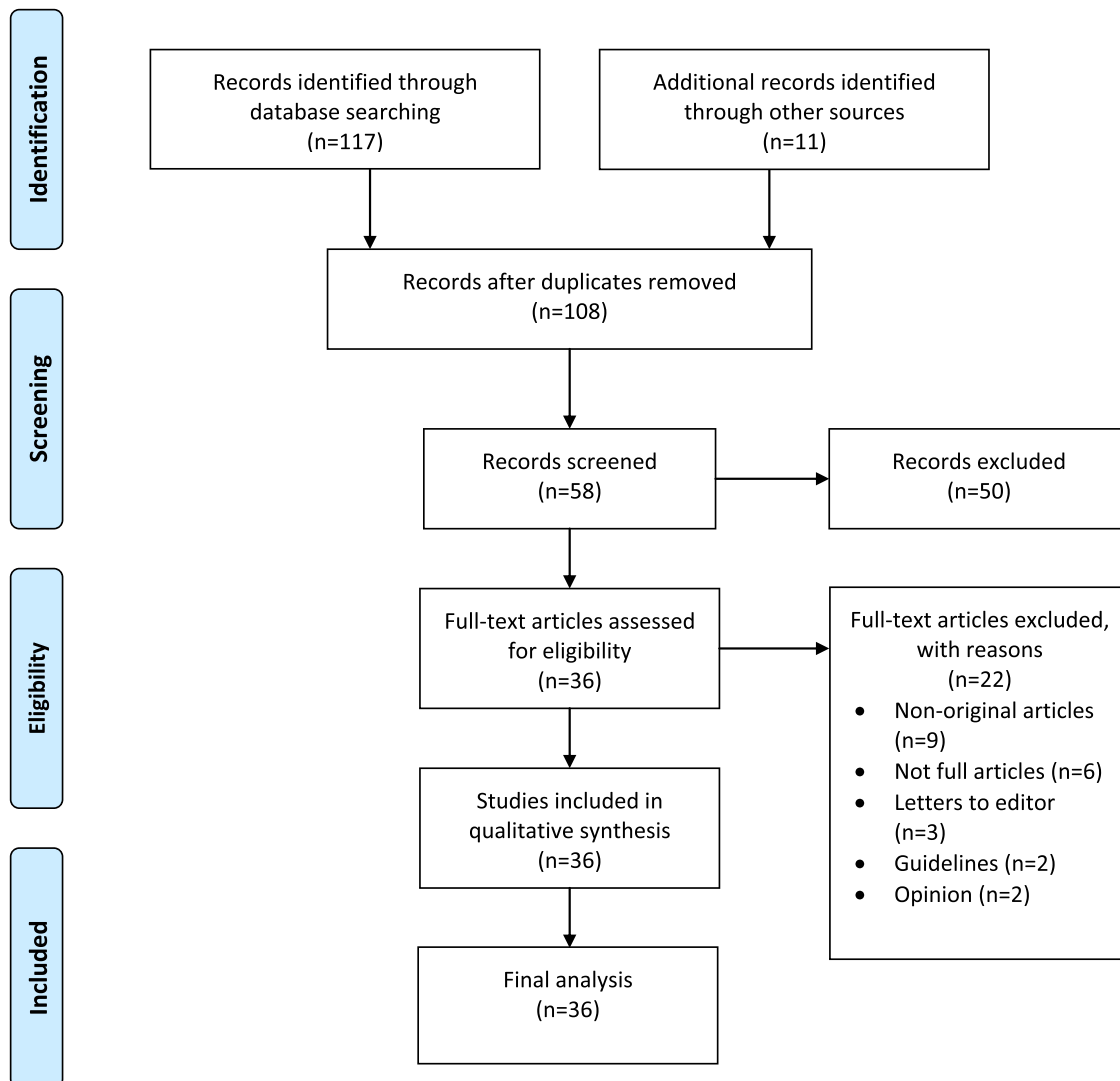 Identification
Records identified through
database searching
(n=117)
Additional records identified
through other sources
(n=11)
Records after duplicates removed
(n=108)
Screening
Records screened
(n=58)
Records excluded
(n=50)
Eligibility
Full-text articles assessed
for eligibility
(n=36)
Full-text articles excluded,
with reasons
(n=22)
• Non-original articles
(n=9)
• Not full articles (n=6)
• Letters to editor
(n=3)
• Guidelines (n=2)
• Opinion (n=2)
Studies included in
qualitative synthesis
(n=36)
Included
Final analysis
(n=36)